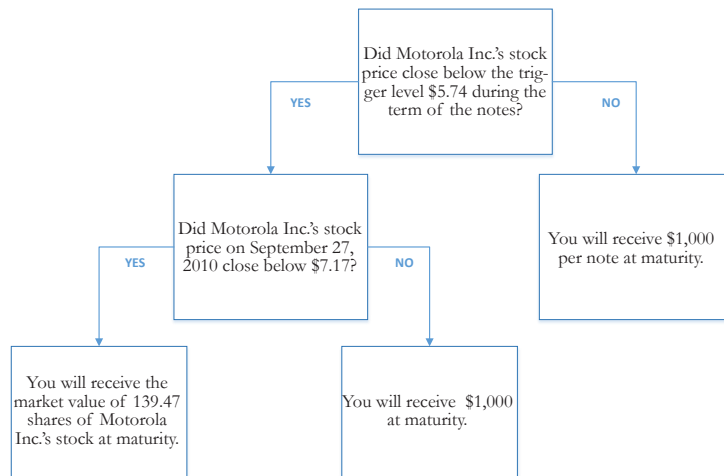 Did Motorola Inc.'s stock
price close below the trig-
ger level $5.74 during the
term of the notes?
YES
NO
Did Motorola Inc.'s stock
price on September 27,
2010 close below $7.17?
You will receive $1,000
per note at maturity.
YES
NO
You will receive the
market value of 139.47
shares of Motorola
Inc.'s stock at maturity.
You will receive $1,000
at maturity.